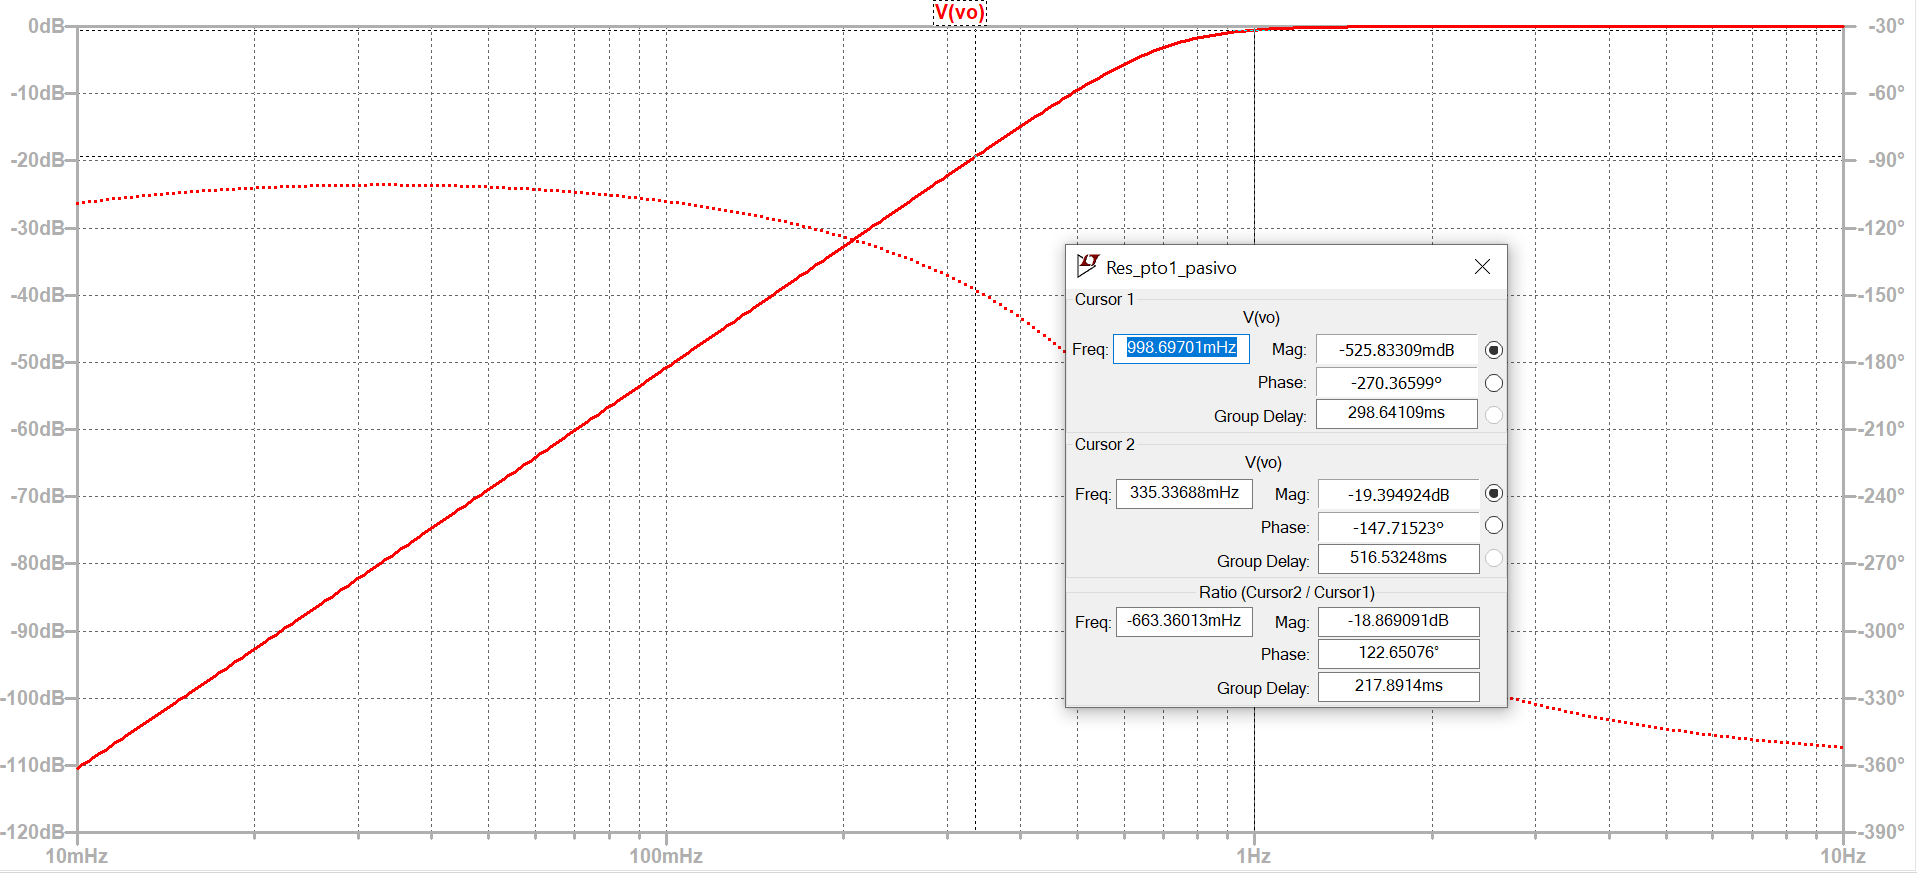 V(vo)
0dB
-10dB
-20dB
-30dB
-40dB
-50dB
-60dB
-70dB
-80dB
-90dB
-100dB
-110dB
-120dB
-30°
-60°
-90°
-120°
-150°
-180°
-210°
-240°
-270°
-300°
-330°
-360°
-390°
10mHz 100mHz 1Hz 10Hz
Res_pto1_pasivo
Cursor 1
V(vo)
Freq: 998.69701mHz Mag: -525.83309mdB
Phase: -270.36599°
Group Delay: 298.64109ms
Cursor 2
V(vo)
Freq: 335.33688mHz Mag: -19.394924dB
Phase: -147.71523°
Group Delay: 516.53248ms
Ratio (Cursor2 / Cursor1)
Freq: -663.36013mHz Mag: -18.869091dB
Phase: 122.65076°
Group Delay: 217.8914ms